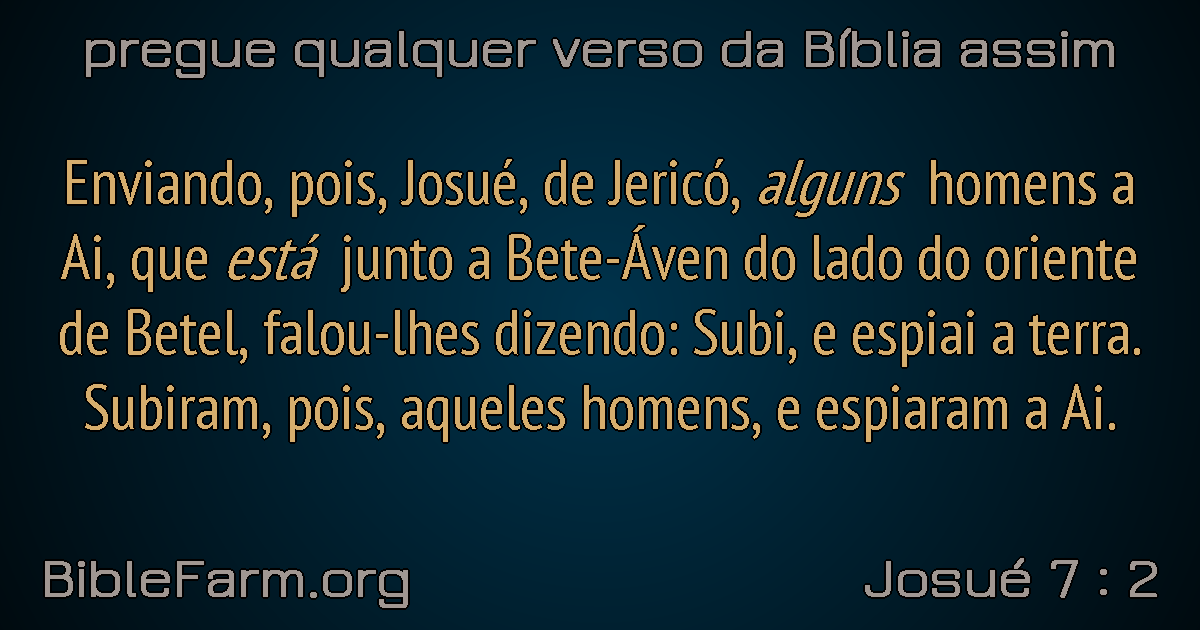 pregue qualquer verso da Bíblia assim
Enviando, pois, Josué, de Jericó, alguns homens a
Ai, que está junto a Bete-Áven do lado do oriente
de Betel, falou-lhes dizendo: Subi, e espiai a terra.
Subiram, pois, aqueles homens, e espiaram a Ai.
BibleFarm.org
Josué 7 : 2